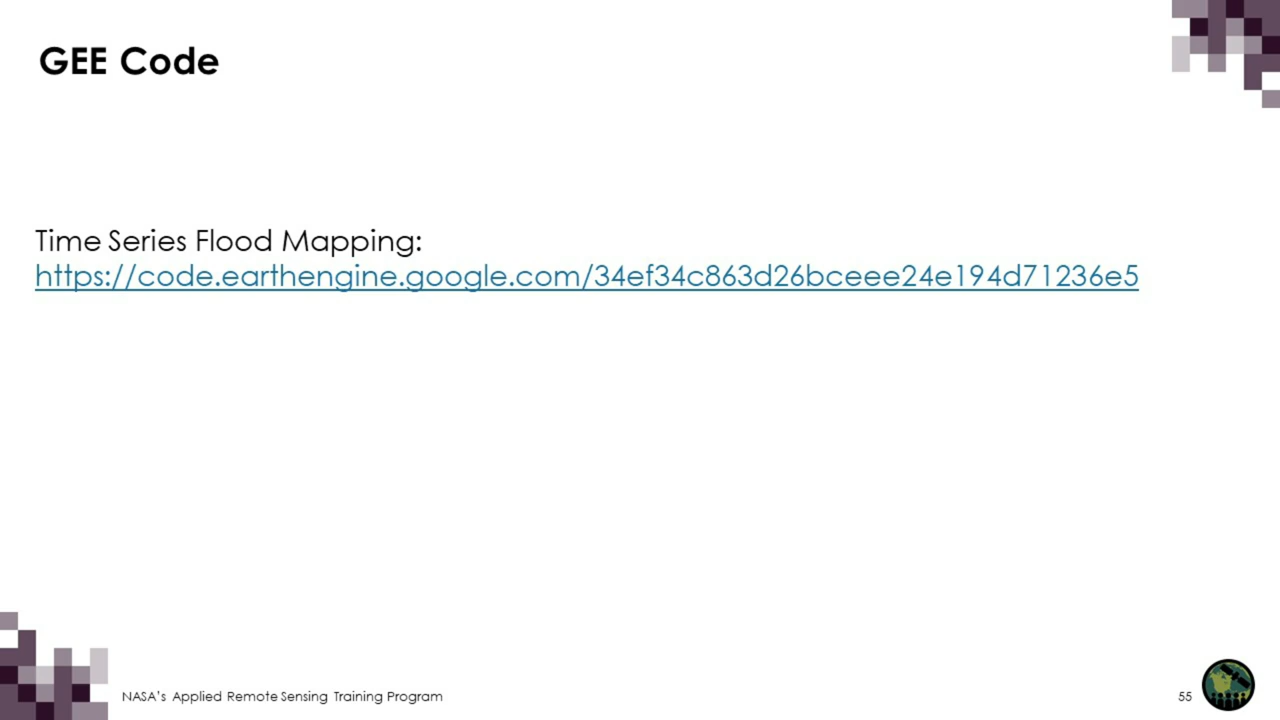 GEE Code
Time Series Flood Mapping:
https://code.earthengine.google.com/34ef34c863d26bceee24e194d71236e5
NASA's Applied Remote Sensing Training Program
55